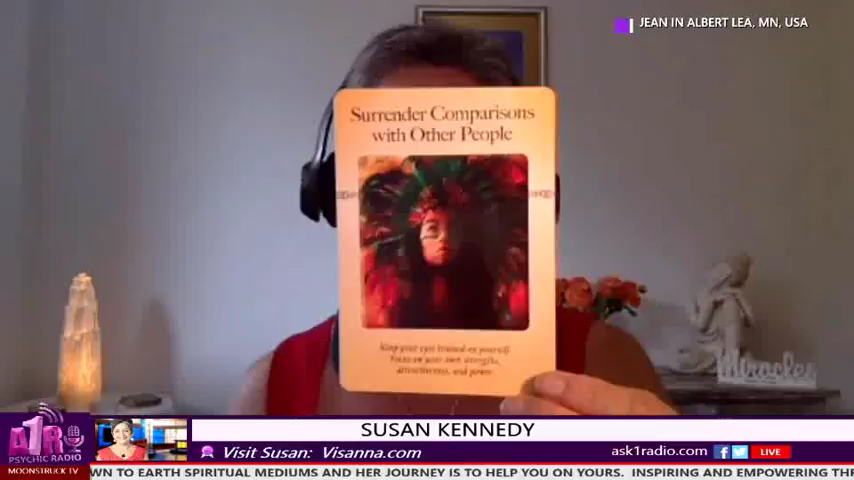 JEAN IN ALBERT LEA, MN, USA
Surrender Comparisons
with Other People
Keep your eyes trained on yourself.
Focus on your own strengths,
attractiveness, and power.
Miracles
SUSAN KENNEDY
A1R
PSYCHIC RADIO
Visit Susan: Visanna.com
ask1radio.com
LIVE
MOONSTRUCK TV
WN TO EARTH SPIRITUAL MEDIUMS AND HER JOURNEY IS TO HELP YOU ON YOURS. INSPIRING AND EMPOWERING THR